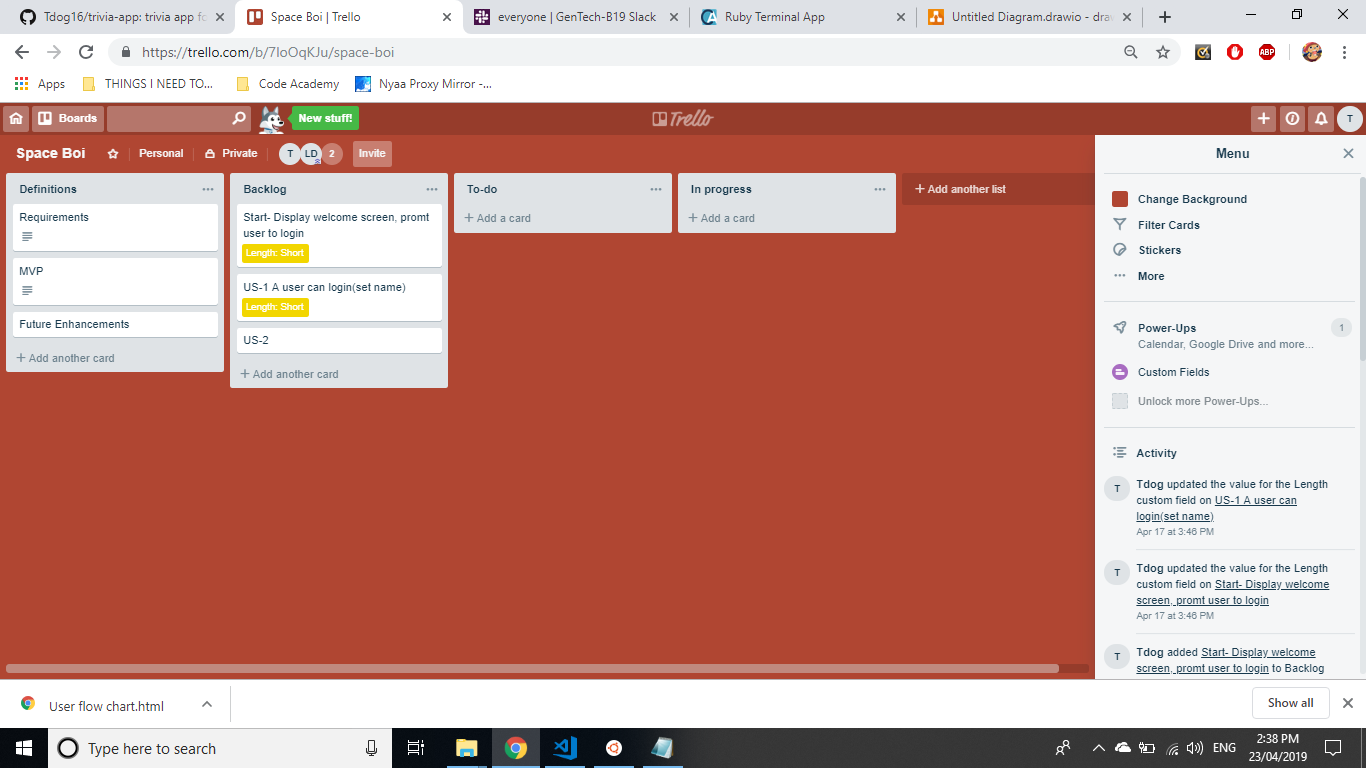 Tdog16/trivia-app: trivia app fo
Space Boi | Trello
everyone | GenTech-B19 Slack
Ruby Terminal App
Untitled Diagram.drawio - draw
https://trello.com/b/7IoOqKJu/space-boi
ABP
Apps
THINGS I NEED TO...
Code Academy
Nyaa Proxy Mirror -...
Boards
New stuff!
Trello
T
Space Boi
Personal
Private
T
LD
2
Invite
Definitions
Requirements
MVP
Future Enhancements
+ Add another card
Backlog
Start- Display welcome screen, promt
user to login
Length: Short
US-1 A user can login(set name)
Length: Short
US-2
+ Add another card
To-do
+ Add a card
In progress
+ Add a card
+ Add another list
Menu
Change Background
Filter Cards
Stickers
More
Power-Ups
1
Calendar, Google Drive and more...
Custom Fields
Unlock more Power-Ups...
Activity
T
Tdog updated the value for the Length
custom field on US-1 A user can
login(set name)
Apr 17 at 3:46 PM
T
Tdog updated the value for the Length
custom field on Start- Display welcome
screen, promt user to login
Apr 17 at 3:46 PM
T
Tdog added Start- Display welcome
screen, promt user to login to Backlog
User flow chart.html
Show all
Type here to search
ENG
2:38 PM
23/04/2019